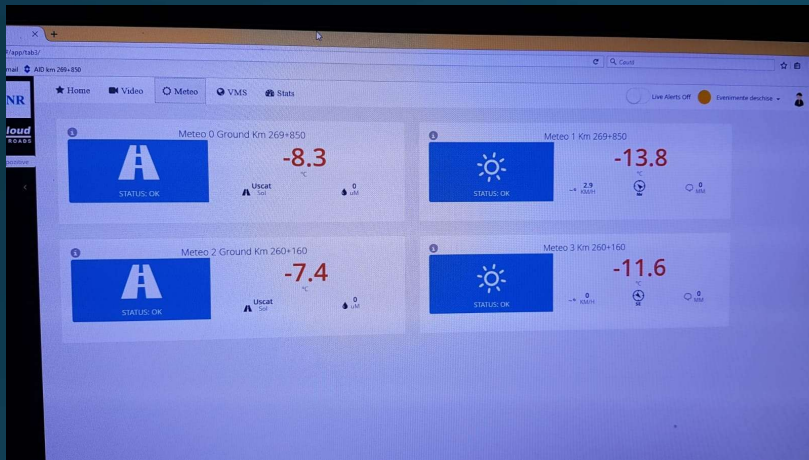 /app/tab3/
AID km 269+850
Caută
NR
Home
Video
Meteo
VMS
Stats
Live Alerts Off
Evenimente deschise
loud
ROADS
Meteo 0 Ground Km 269+850
STATUS: OK
-8.3
°C
Uscat
Sol
0
uM
Meteo 1 Km 269+850
STATUS: OK
-13.8
°C
2.9
KM/H
0
MM
Meteo 2 Ground Km 260+160
STATUS: OK
-7.4
°C
Uscat
Sol
0
uM
Meteo 3 Km 260+160
STATUS: OK
-11.6
°C
0
KM/H
SE
0
MM